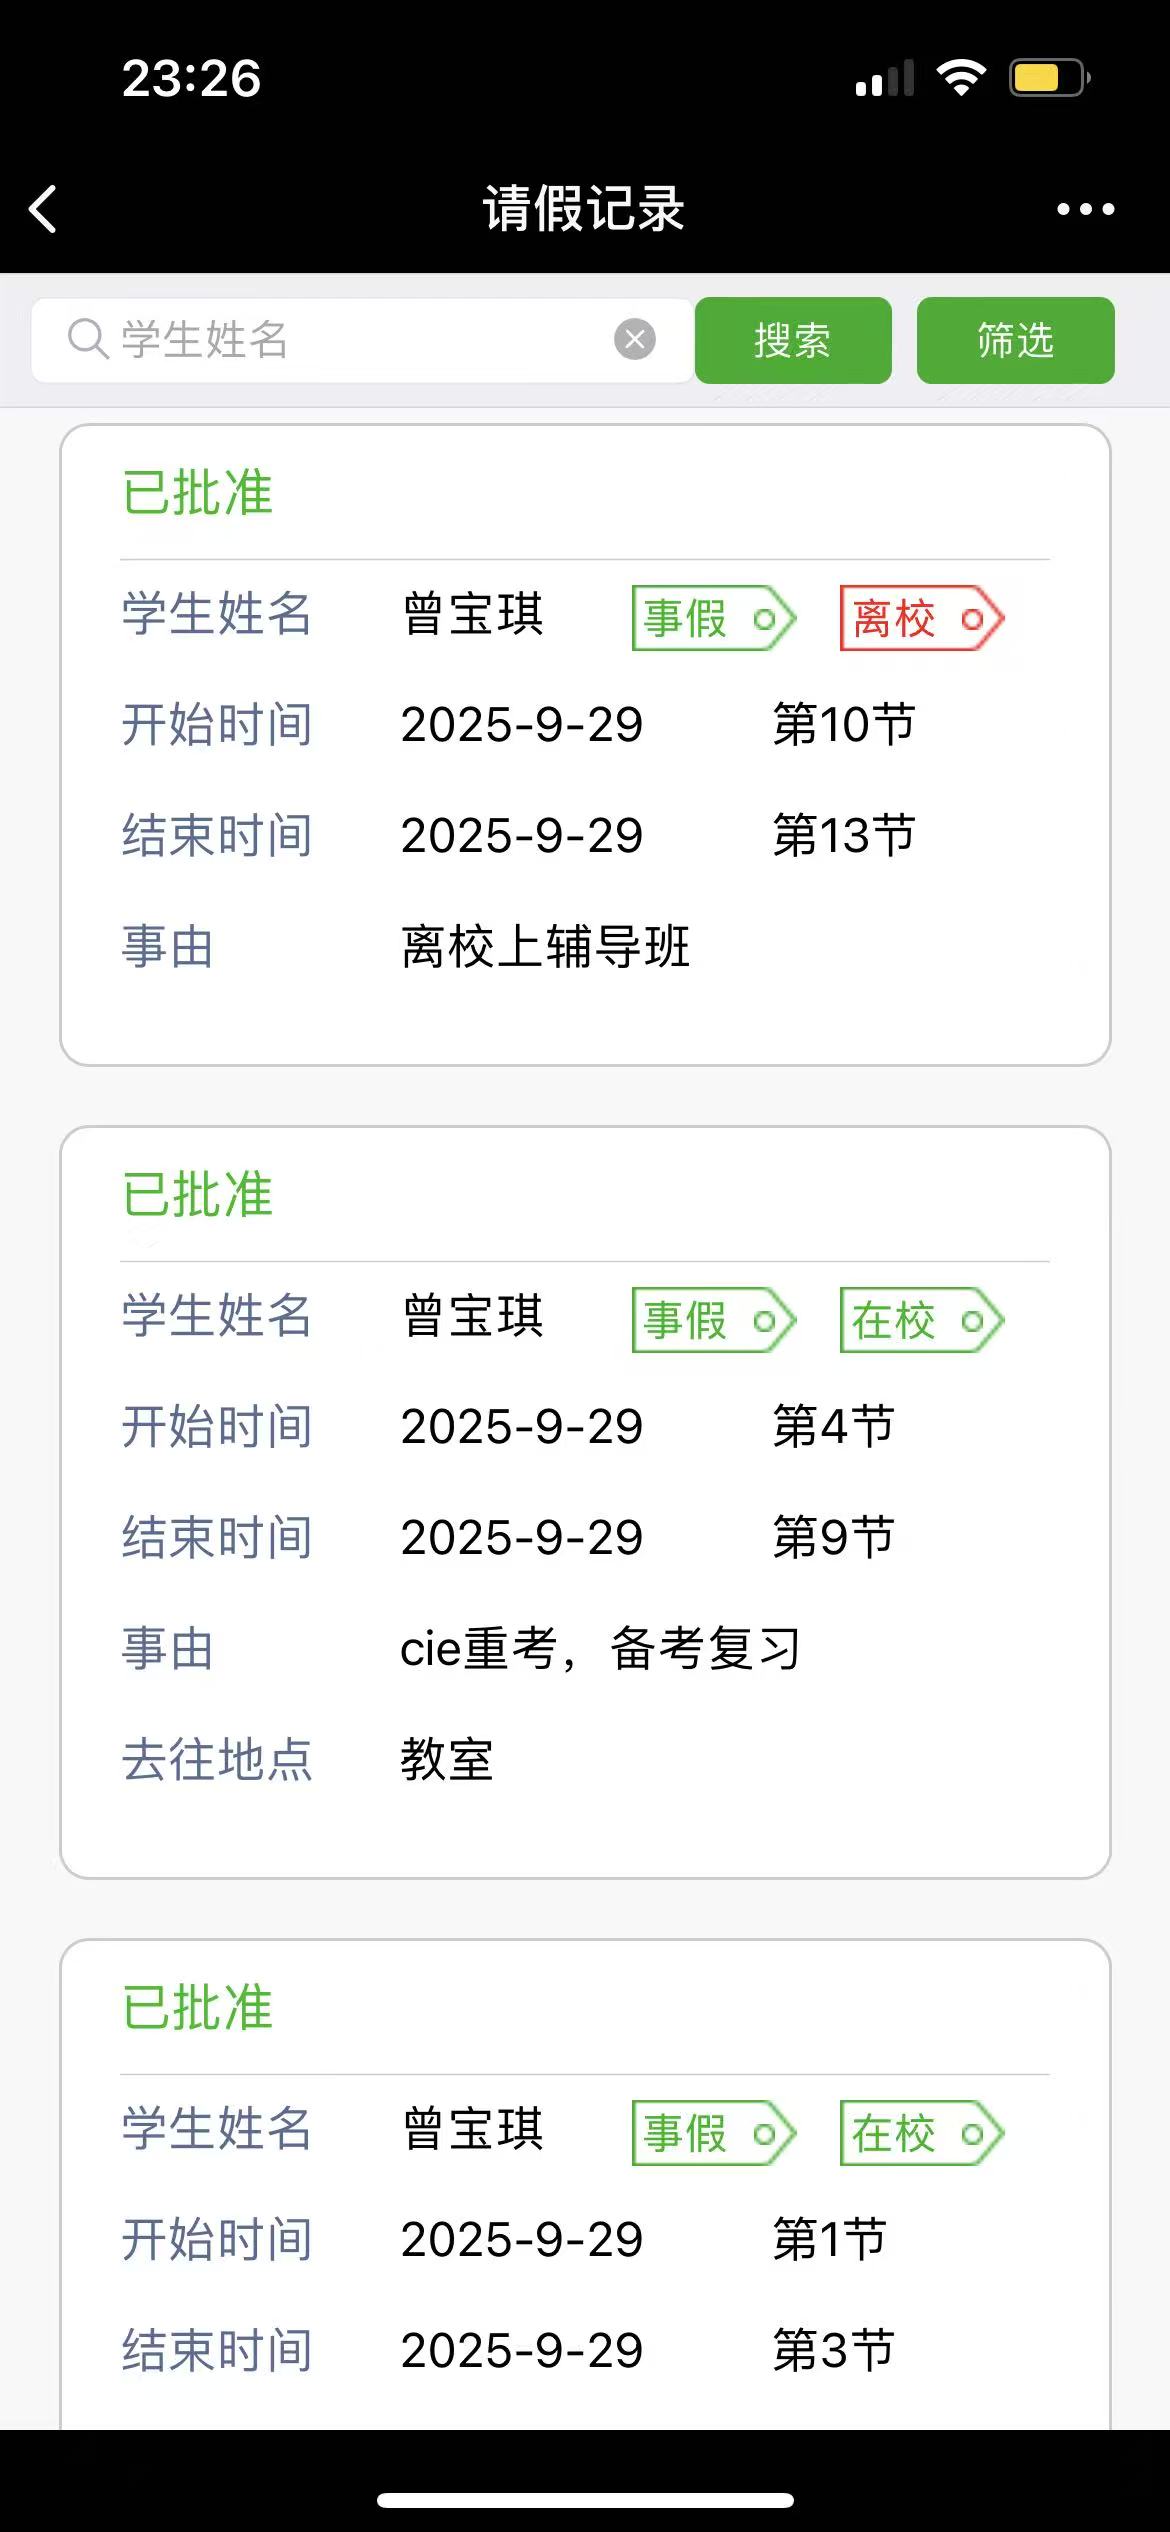 23:26
请假记录
学生姓名 搜索 筛选
已批准
学生姓名 曾宝琪 事假 离校
开始时间 2025-9-29 第10节
结束时间 2025-9-29 第13节
事由 离校上辅导班
已批准
学生姓名 曾宝琪 事假 在校
开始时间 2025-9-29 第4节
结束时间 2025-9-29 第9节
事由 cie重考，备考复习
去往地点 教室
已批准
学生姓名 曾宝琪 事假 在校
开始时间 2025-9-29 第1节
结束时间 2025-9-29 第3节